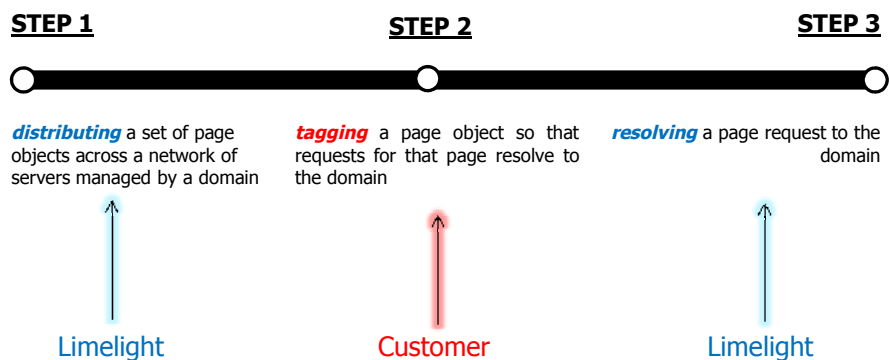 STEP 1
STEP 2
STEP 3
distributing a set of page
objects across a network of
servers managed by a domain
tagging a page object so that
requests for that page resolve to
the domain
resolving a page request to the
domain
Limelight
Customer
Limelight